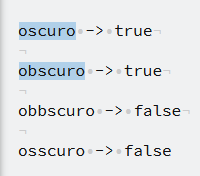 oscuro -> true
obscuro -> true
obbscuro -> false
osscuro -> false